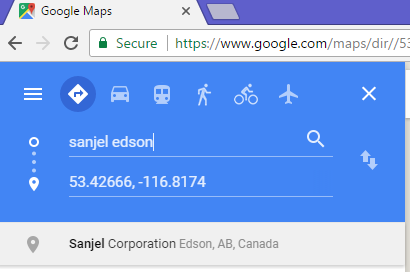 Google Maps
Secure https://www.google.com/maps/dir//53
sanjel edson
53.42666, -116.8174
Sanjel Corporation Edson, AB, Canada